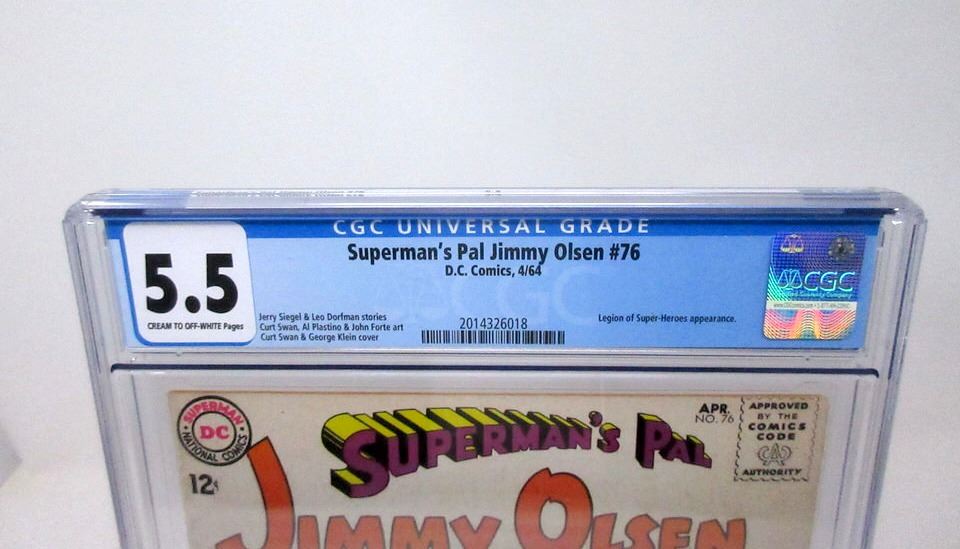 CGC UNIVERSAL GRADE
5.5
CREAM TO OFF-WHITE Pages
Superman's Pal Jimmy Olsen #76
D.C. Comics, 4/64
Jerry Siegel & Leo Dorfman stories
Curt Swan, Al Plastino & John Forte art
Curt Swan & George Klein cover
2014326018
Legion of Super-Heroes appearance.
CGC
SUPERMAN
DC
NATIONAL COMICS
12¢
SUPERMAN'S PAL
JIMMY OLSEN
APR.
NO. 76
APPROVED
BY THE
COMICS
CODE
AUTHORITY